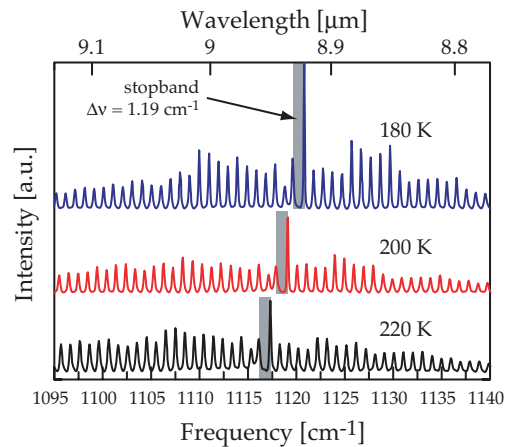 Wavelength [µm]
9.1 9 8.9 8.8
stopband
Δν = 1.19 cm-1
180 K
200 K
220 K
Intensity [a.u.]
1095 1100 1105 1110 1115 1120 1125 1130 1135 1140
Frequency [cm-1]